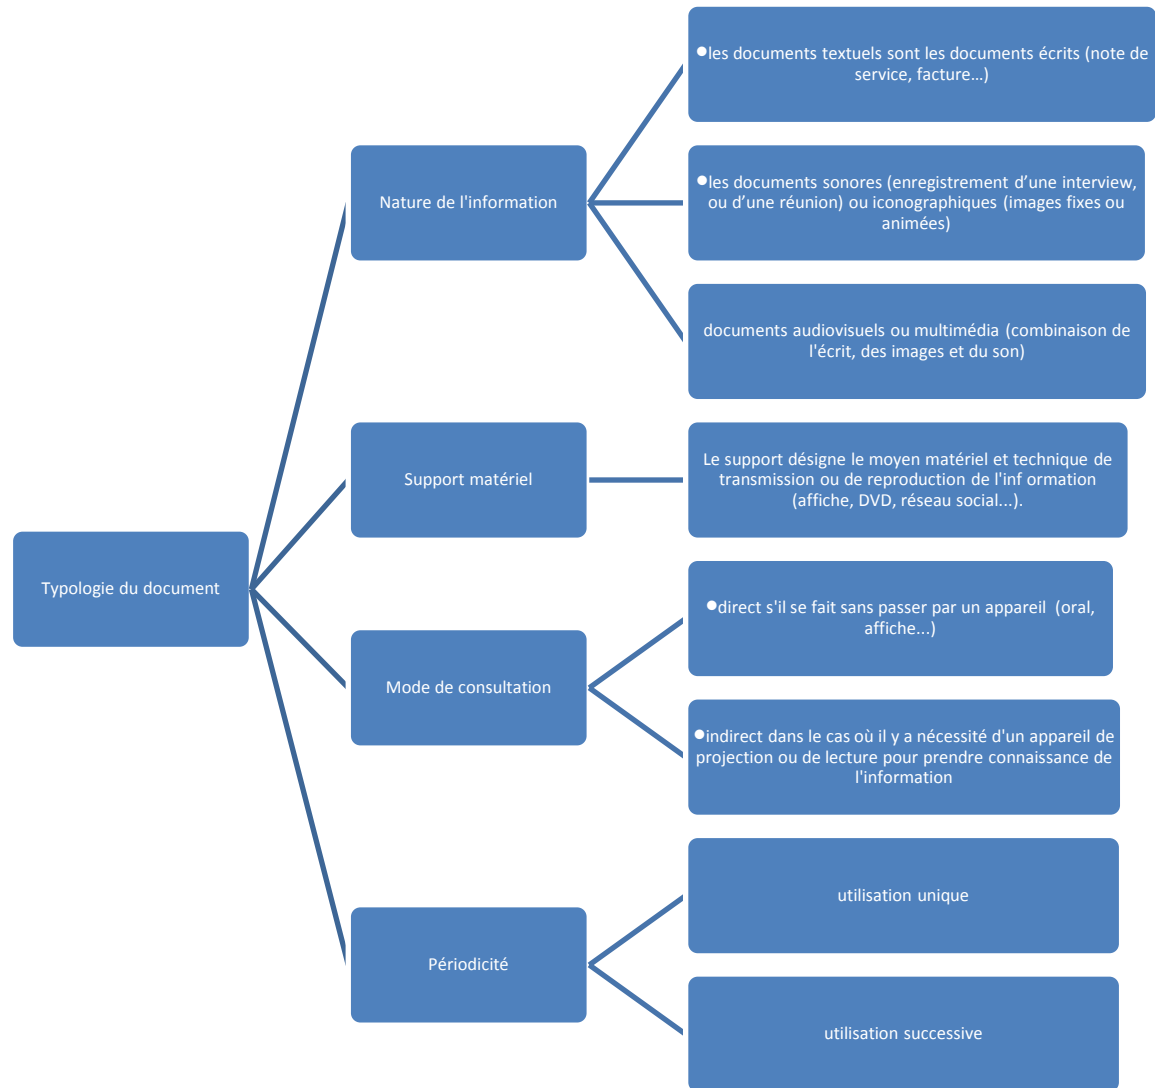 Typologie du document
Nature de l'information
•les documents textuels sont les documents écrits (note de
service, facture…)
•les documents sonores (enregistrement d’une interview,
ou d’une réunion) ou iconographiques (images fixes ou
animées)
documents audiovisuels ou multimédia (combinaison de
l'écrit, des images et du son)
Support matériel
Le support désigne le moyen matériel et technique de
transmission ou de reproduction de l'inf ormation
(affiche, DVD, réseau social...).
Mode de consultation
•direct s'il se fait sans passer par un appareil  (oral,
affiche...)
•indirect dans le cas où il y a nécessité d'un appareil de
projection ou de lecture pour prendre connaissance de
l'information
Périodicité
utilisation unique
utilisation successive